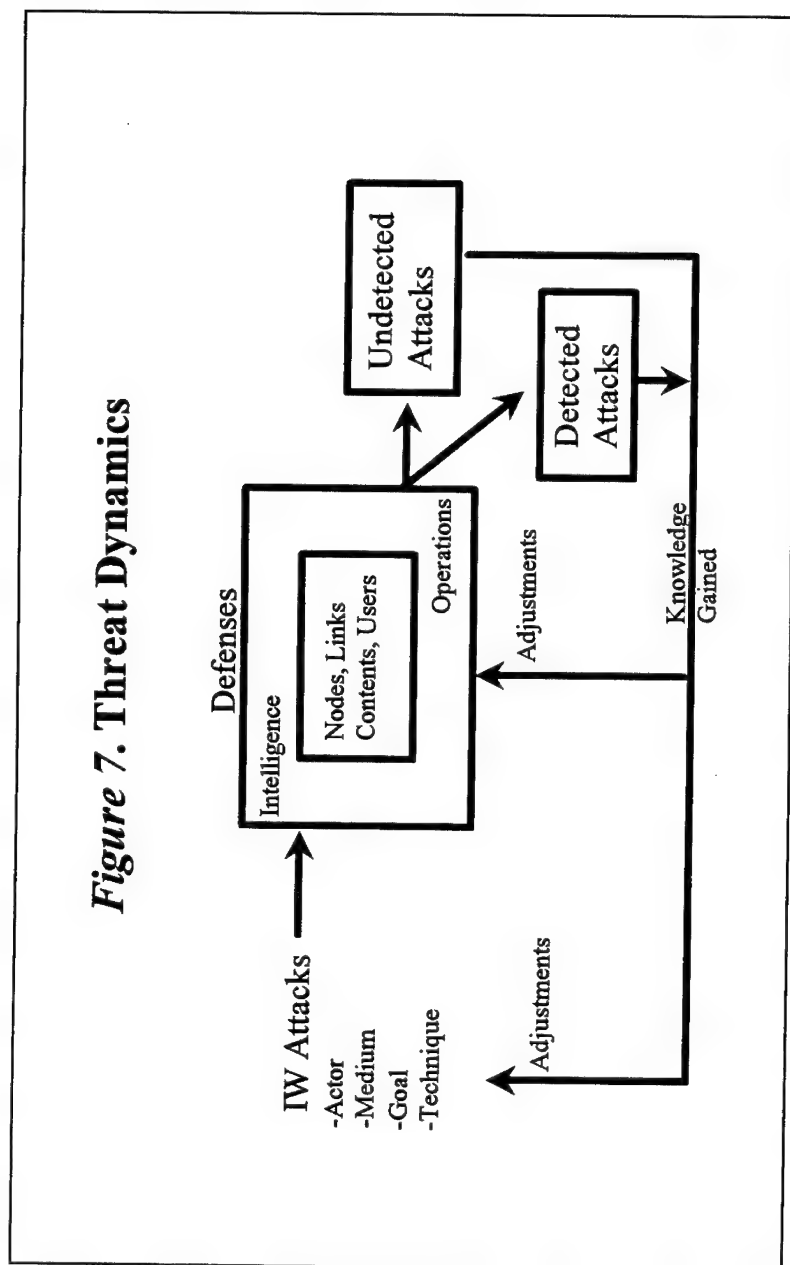 Figure 7. Threat Dynamics
IW Attacks
-Actor
-Medium
-Goal
-Technique
Defenses
Intelligence
Nodes, Links
Contents, Users
Operations
Undetected
Attacks
Detected
Attacks
Adjustments
Adjustments
Knowledge
Gained